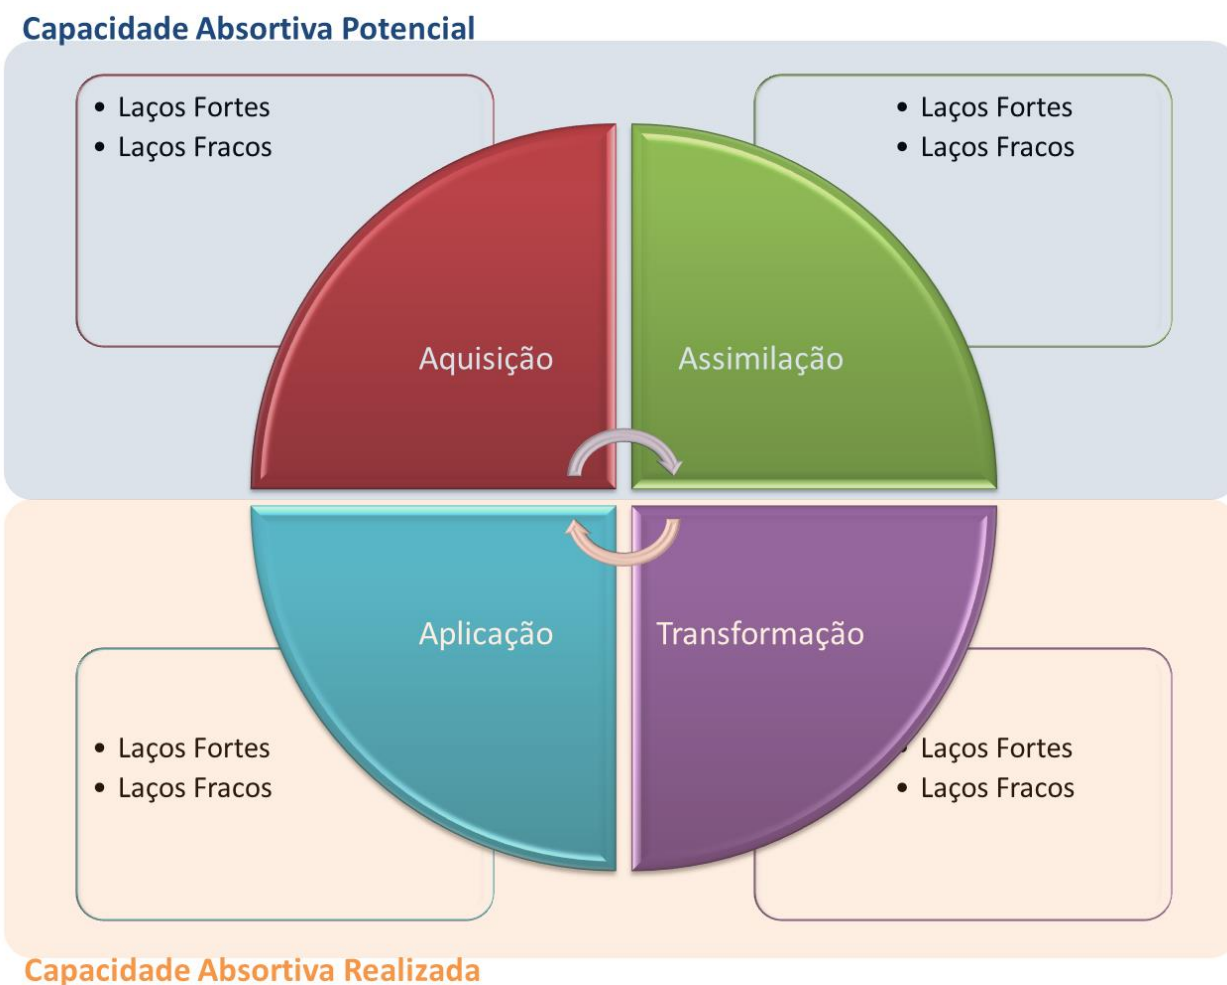 Capacidade Absortiva Potencial
• Laços Fortes
• Laços Fracos
• Laços Fortes
• Laços Fracos
Aquisição
Assimilação
Aplicação
Transformação
• Laços Fortes
• Laços Fracos
• Laços Fortes
• Laços Fracos
Capacidade Absortiva Realizada